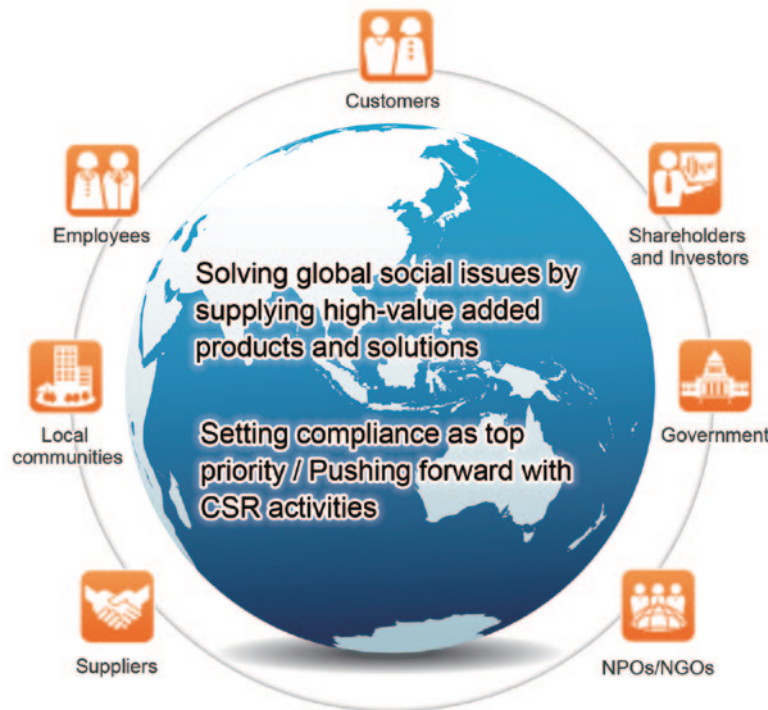 Customers
Employees
Shareholders
and Investors
Solving global social issues by
supplying high-value added
products and solutions
Local
communities
Government
Setting compliance as top
priority / Pushing forward with
CSR activities
Suppliers
NPOs/NGOs